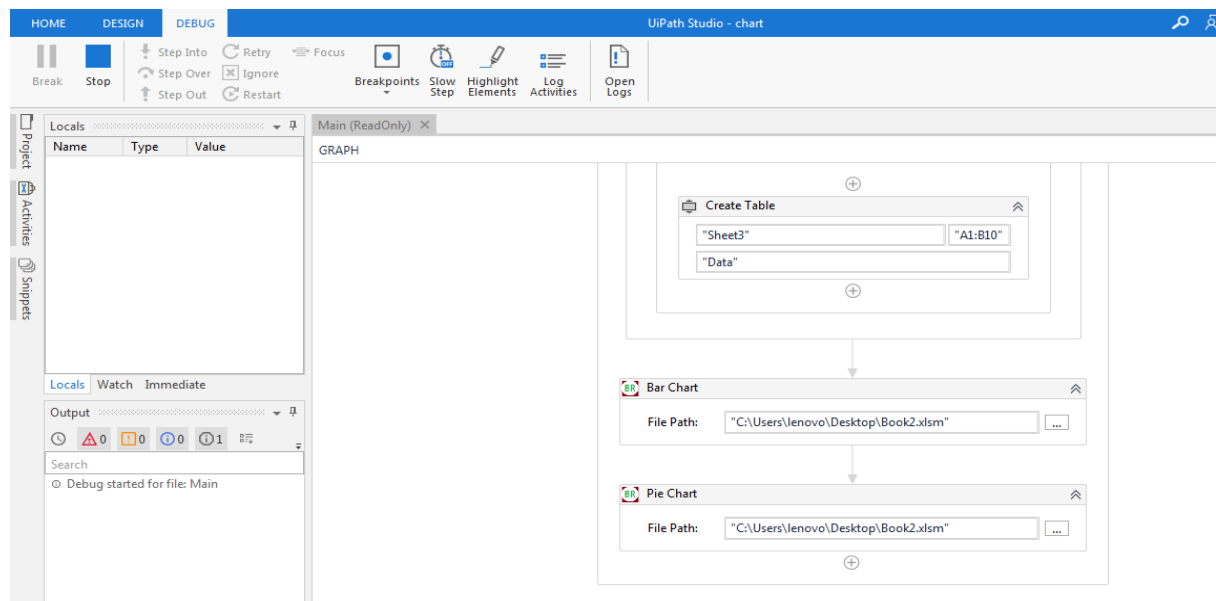 HOME DESIGN DEBUG UiPath Studio - chart
Break
Stop
Step Into Retry Focus
Step Over Ignore
Step Out Restart
Breakpoints
Slow Step
Highlight Elements
Log Activities
Open Logs
Project
Activities
Snippets
Locals
Name Type Value
Locals Watch Immediate
Output
0 0 0 1
Search
Debug started for file: Main
Main (ReadOnly)
GRAPH
Create Table
"Sheet3" "A1:B10"
"Data"
BR Bar Chart
File Path: "C:\Users\lenovo\Desktop\Book2.xlsm" ...
BR Pie Chart
File Path: "C:\Users\lenovo\Desktop\Book2.xlsm" ...